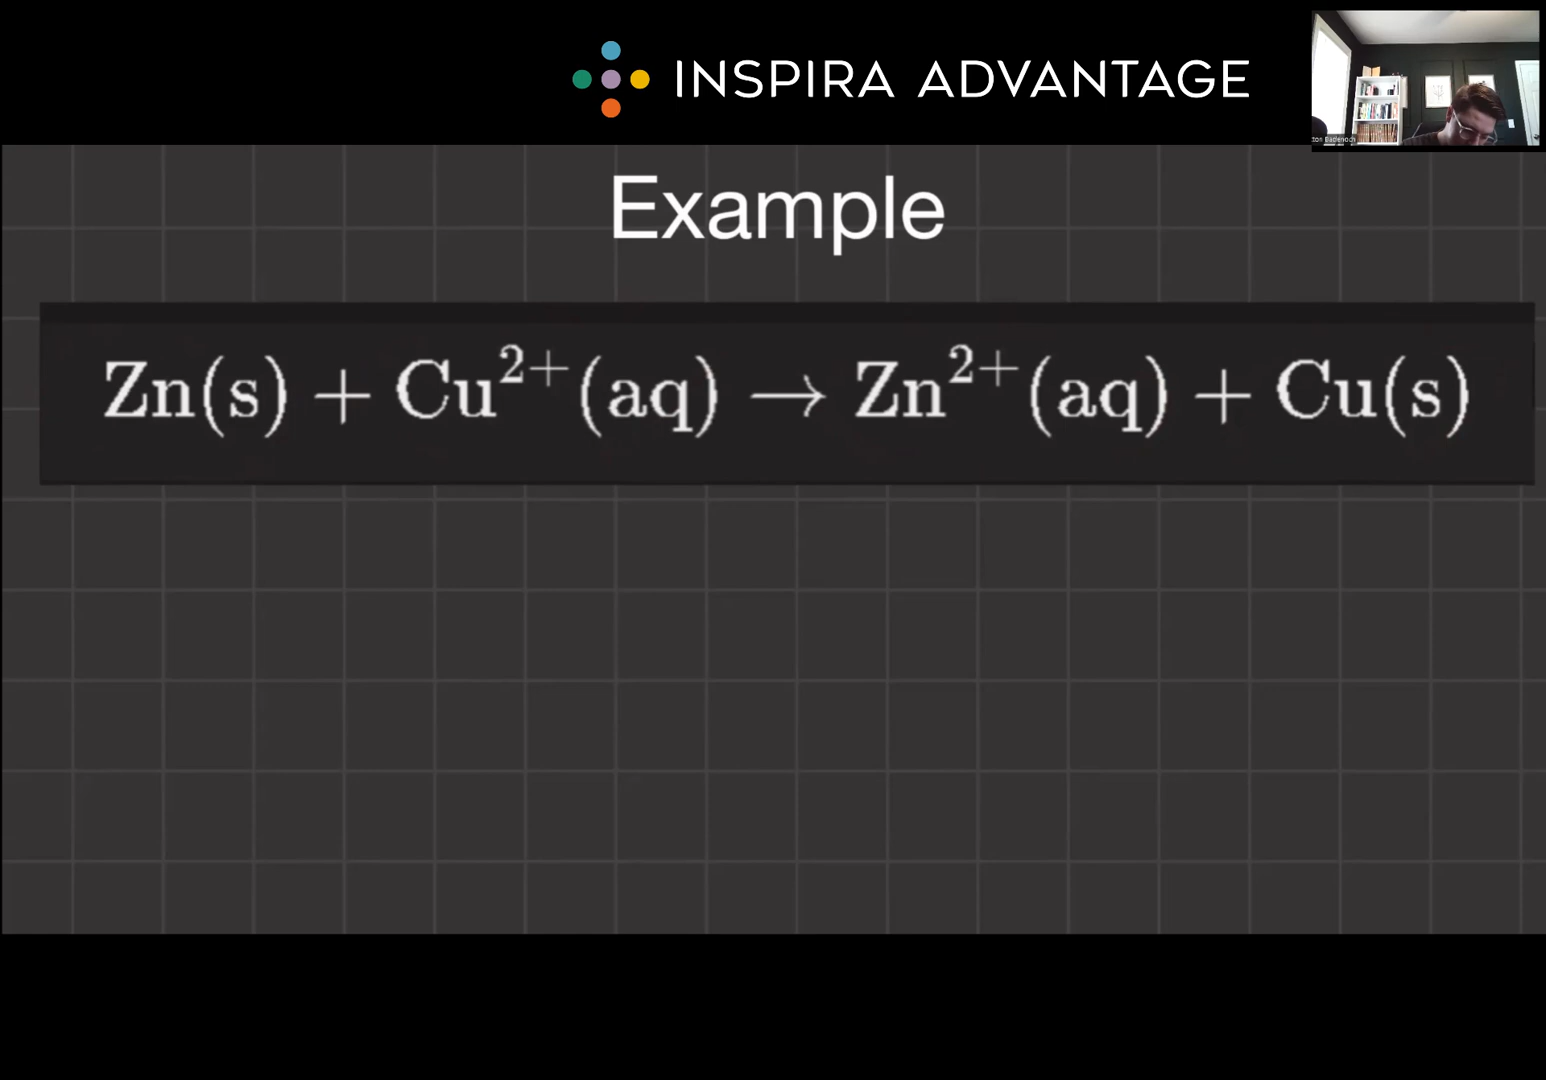 INSPIRA ADVANTAGE
Example
Zn(s) + Cu²⁺(aq) → Zn²⁺(aq) + Cu(s)